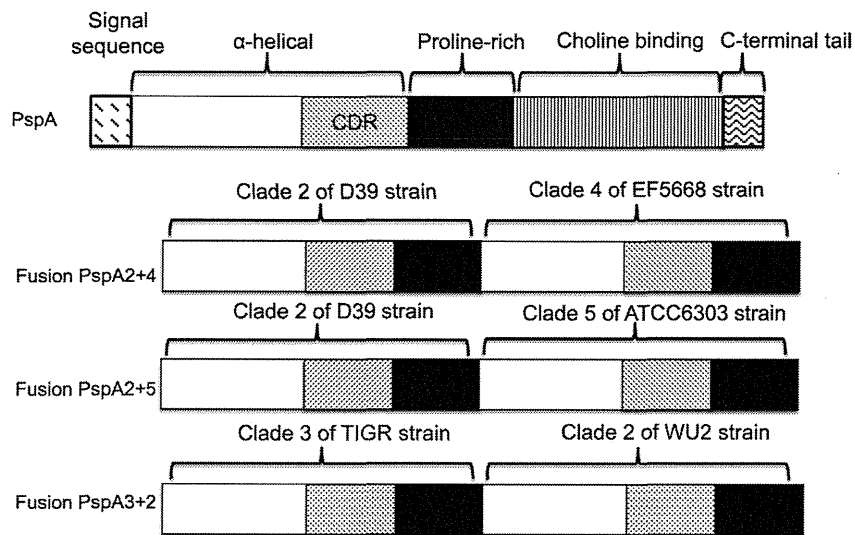 Signal
sequence
α-helical
Proline-rich
Choline binding
C-terminal tail
PspA
CDR
Clade 2 of D39 strain
Clade 4 of EF5668 strain
Fusion PspA2+4
Clade 2 of D39 strain
Clade 5 of ATCC6303 strain
Fusion PspA2+5
Clade 3 of TIGR strain
Clade 2 of WU2 strain
Fusion PspA3+2